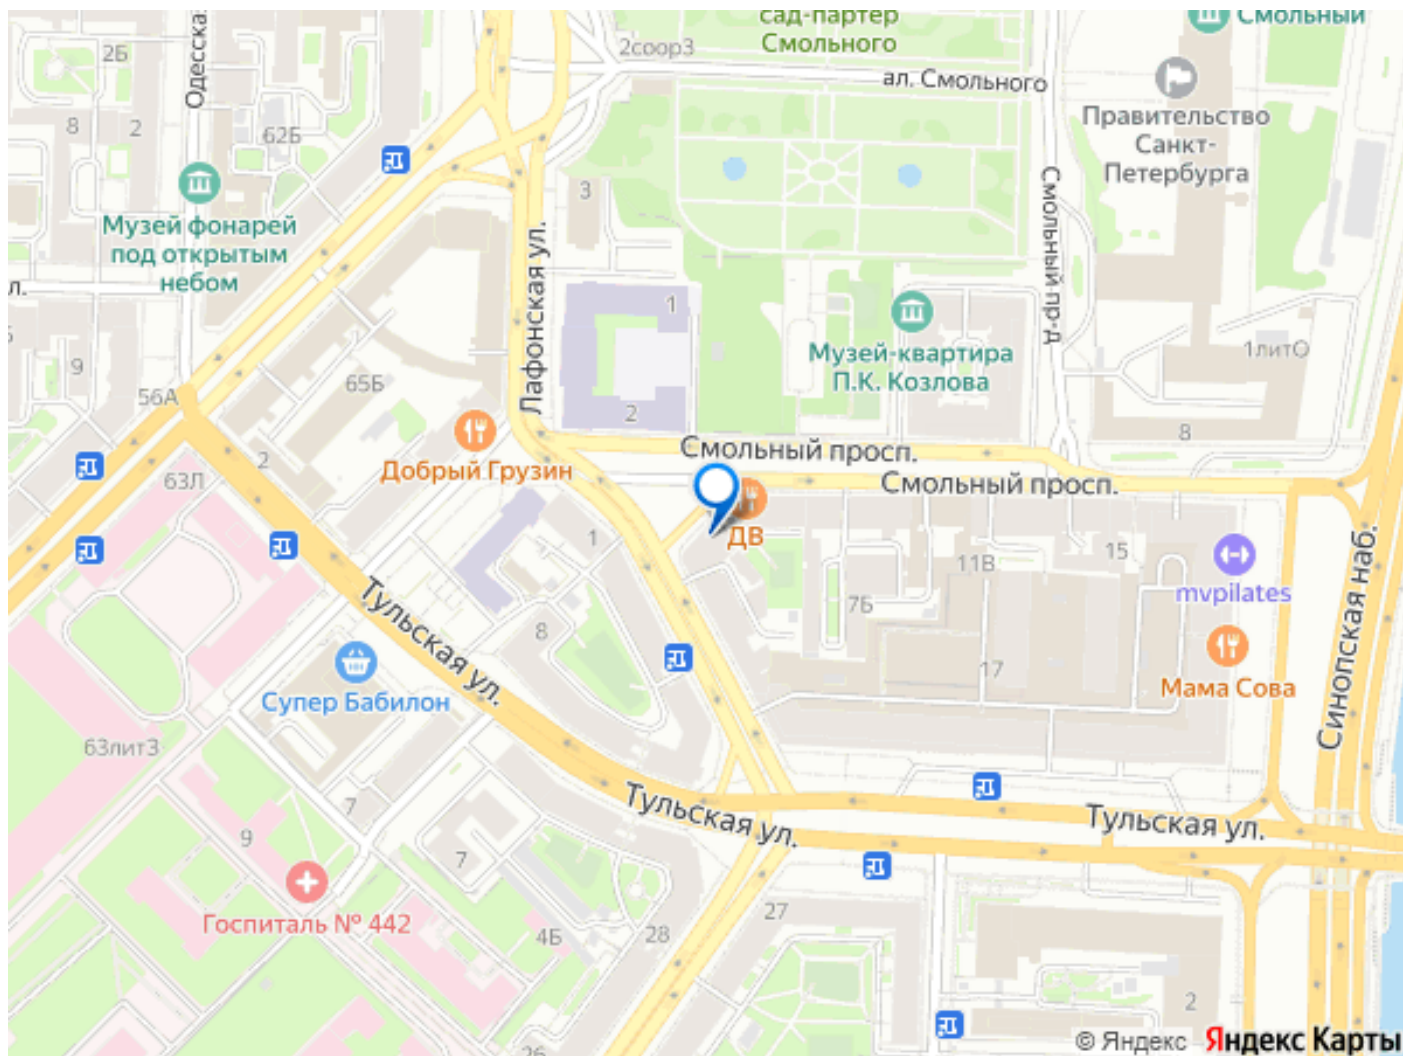 сад-партер
Смольного
Смольный
2соор3
ал. Смольного
Одесска
2Б
8
2
62Б
Правительство
Санкт-
Петербурга
Музей фонарей
под открытым
небом
3
Смольный пр-д
л.
Лафонская ул.
1
Музей-квартира
П.К. Козлова
1литО
9
56А
65Б
2
8
Смольный просп.
Добрый Грузин
2
63Л
Смольный просп.
ДВ
1
11В
15
mvpilates
Синопская наб.
Тульская ул.
8
7Б
17
Мама Сова
Супер Бабилон
63литЗ
7
9
7
Тульская ул.
Тульская ул.
Госпиталь № 442
4Б
28
27
2
26
© Яндекс Яндекс Карты